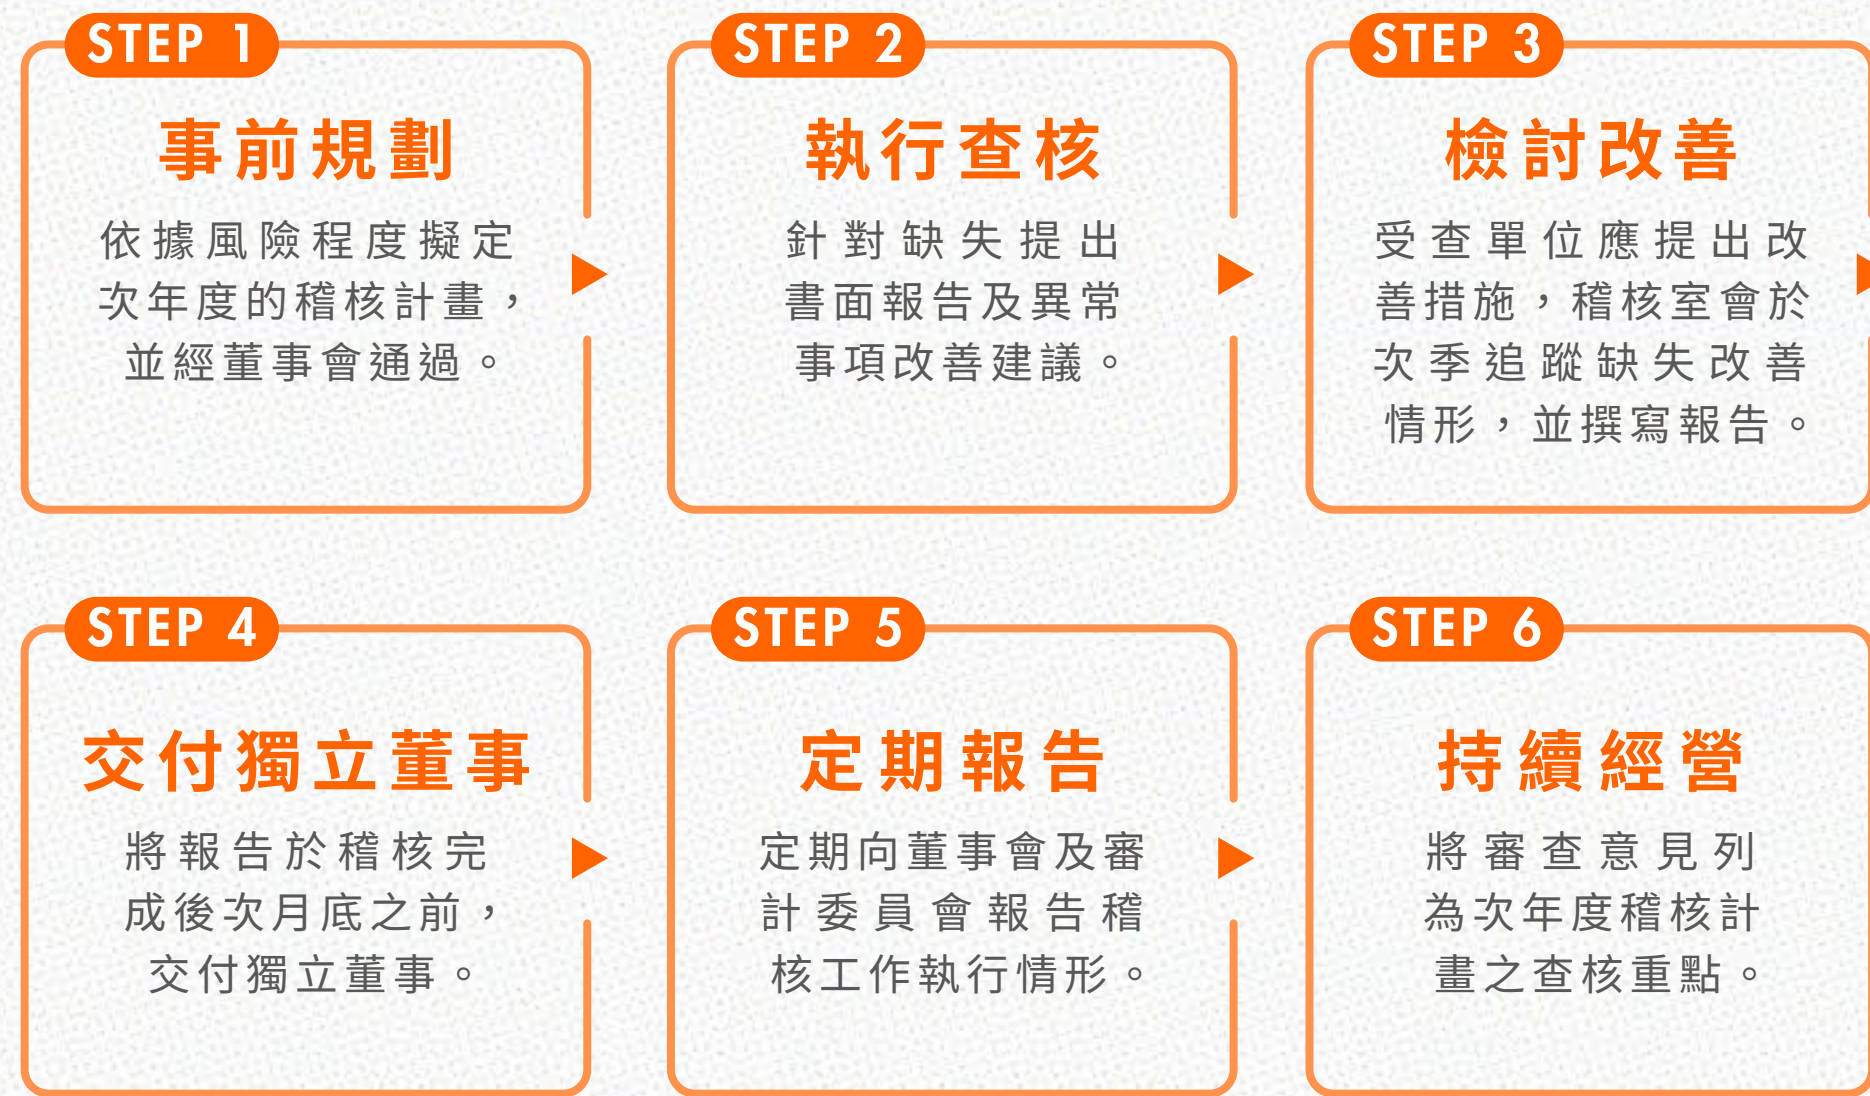 STEP 1
事前規劃
依據風險程度擬定
次年度的稽核計畫，
並經董事會通過。
STEP 2
執行查核
針對缺失提出
書面報告及異常
事項改善建議。
STEP 3
檢討改善
受查單位應提出改
善措施，稽核室會於
次季追蹤缺失改善
情形，並撰寫報告。
STEP 4
交付獨立董事
將報告於稽核完
成後次月底之前，
交付獨立董事。
STEP 5
定期報告
定期向董事會及審
計委員會報告稽
核工作執行情形。
STEP 6
持續經營
將審查意見列
為次年度稽核計
畫之查核重點。